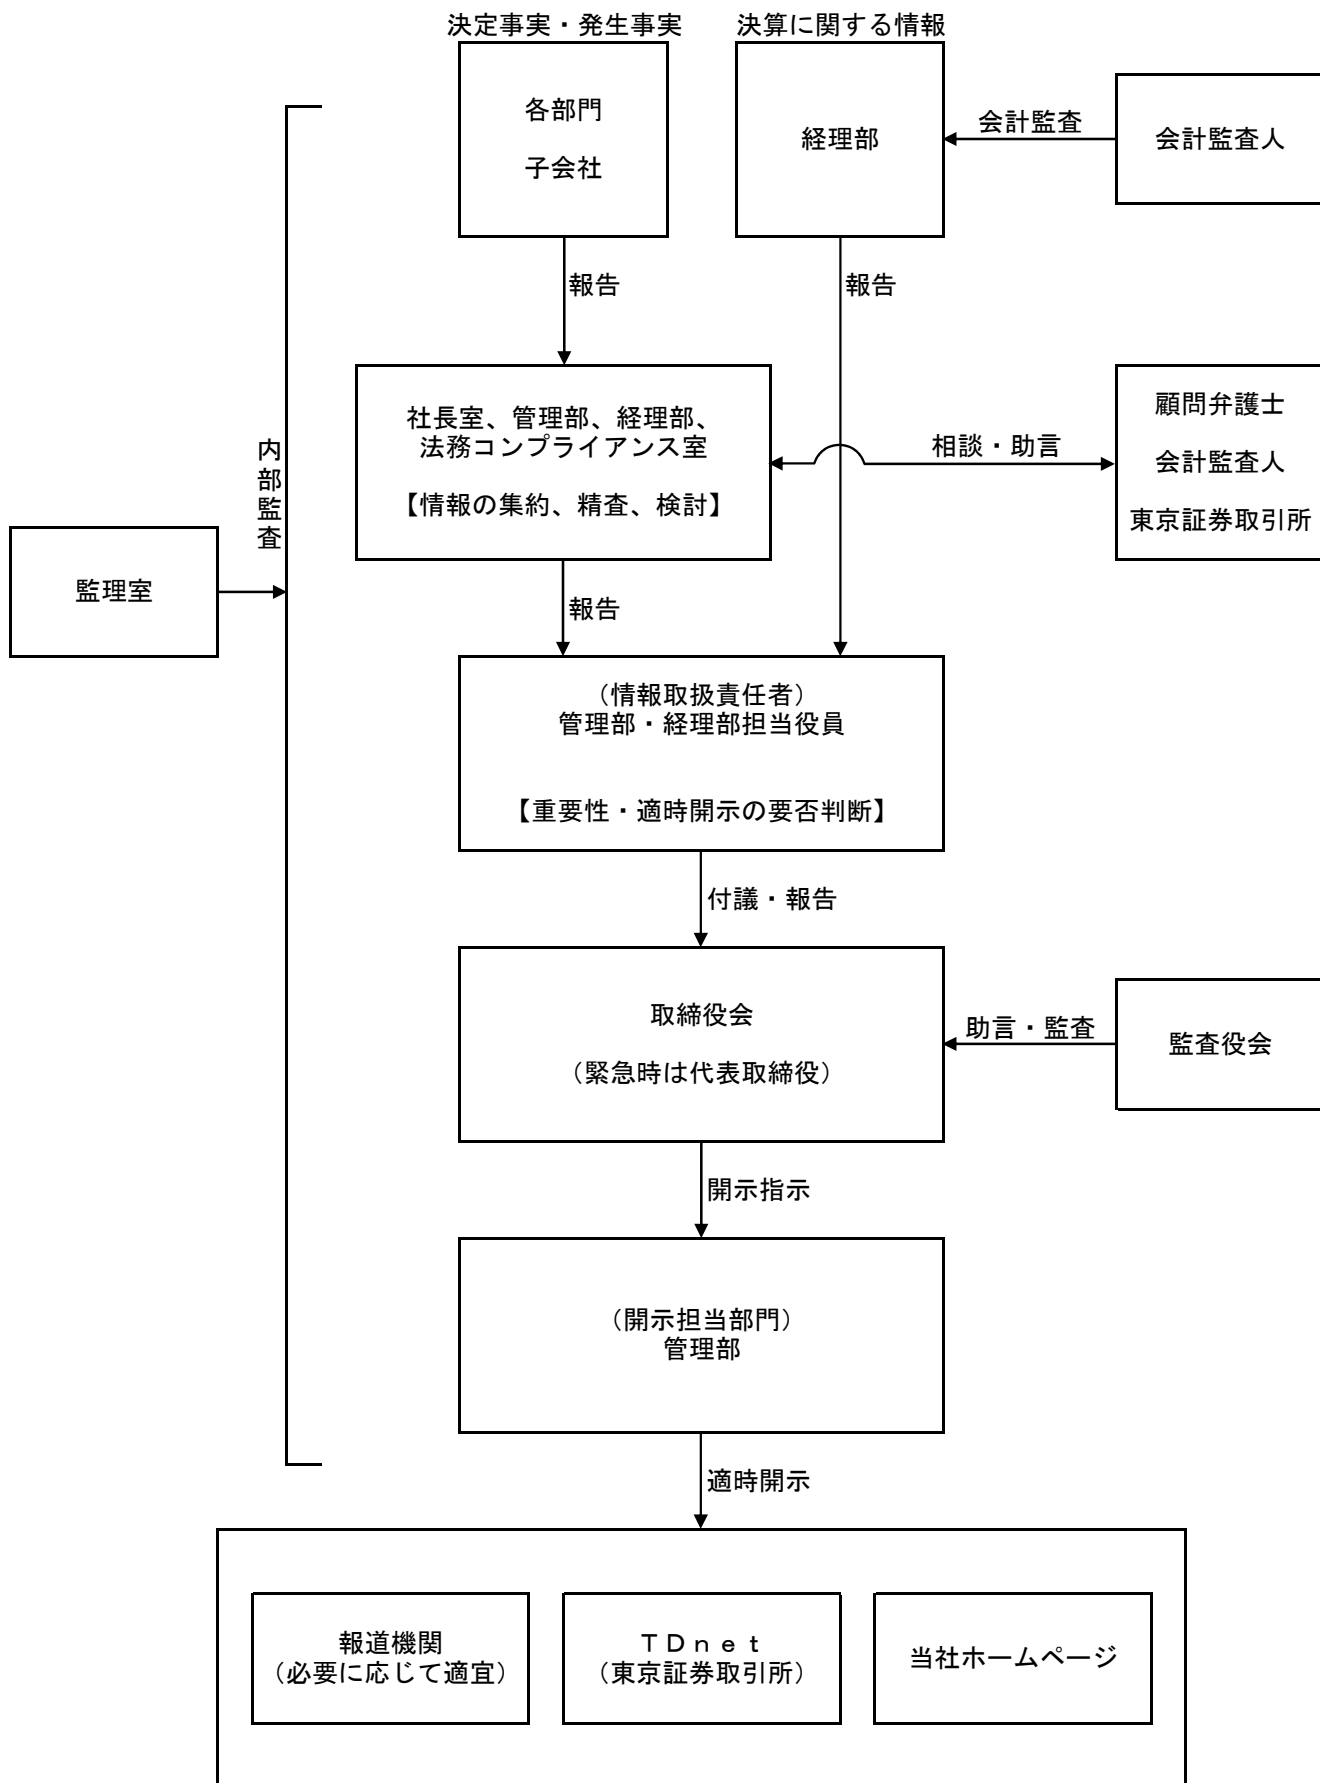 決定事実・発生事実
決算に関する情報
各部門
子会社
経理部
会計監査
会計監査人
報告
報告
社長室、管理部、経理部、
法務コンプライアンス室
【情報の集約、精査、検討】
相談・助言
顧問弁護士
会計監査人
東京証券取引所
内部監査
監理室
報告
（情報取扱責任者）
管理部・経理部担当役員
【重要性・適時開示の要否判断】
付議・報告
取締役会
（緊急時は代表取締役）
助言・監査
監査役会
開示指示
（開示担当部門）
管理部
適時開示
報道機関
（必要に応じて適宜）
ＴＤｎｅｔ
（東京証券取引所）
当社ホームページ